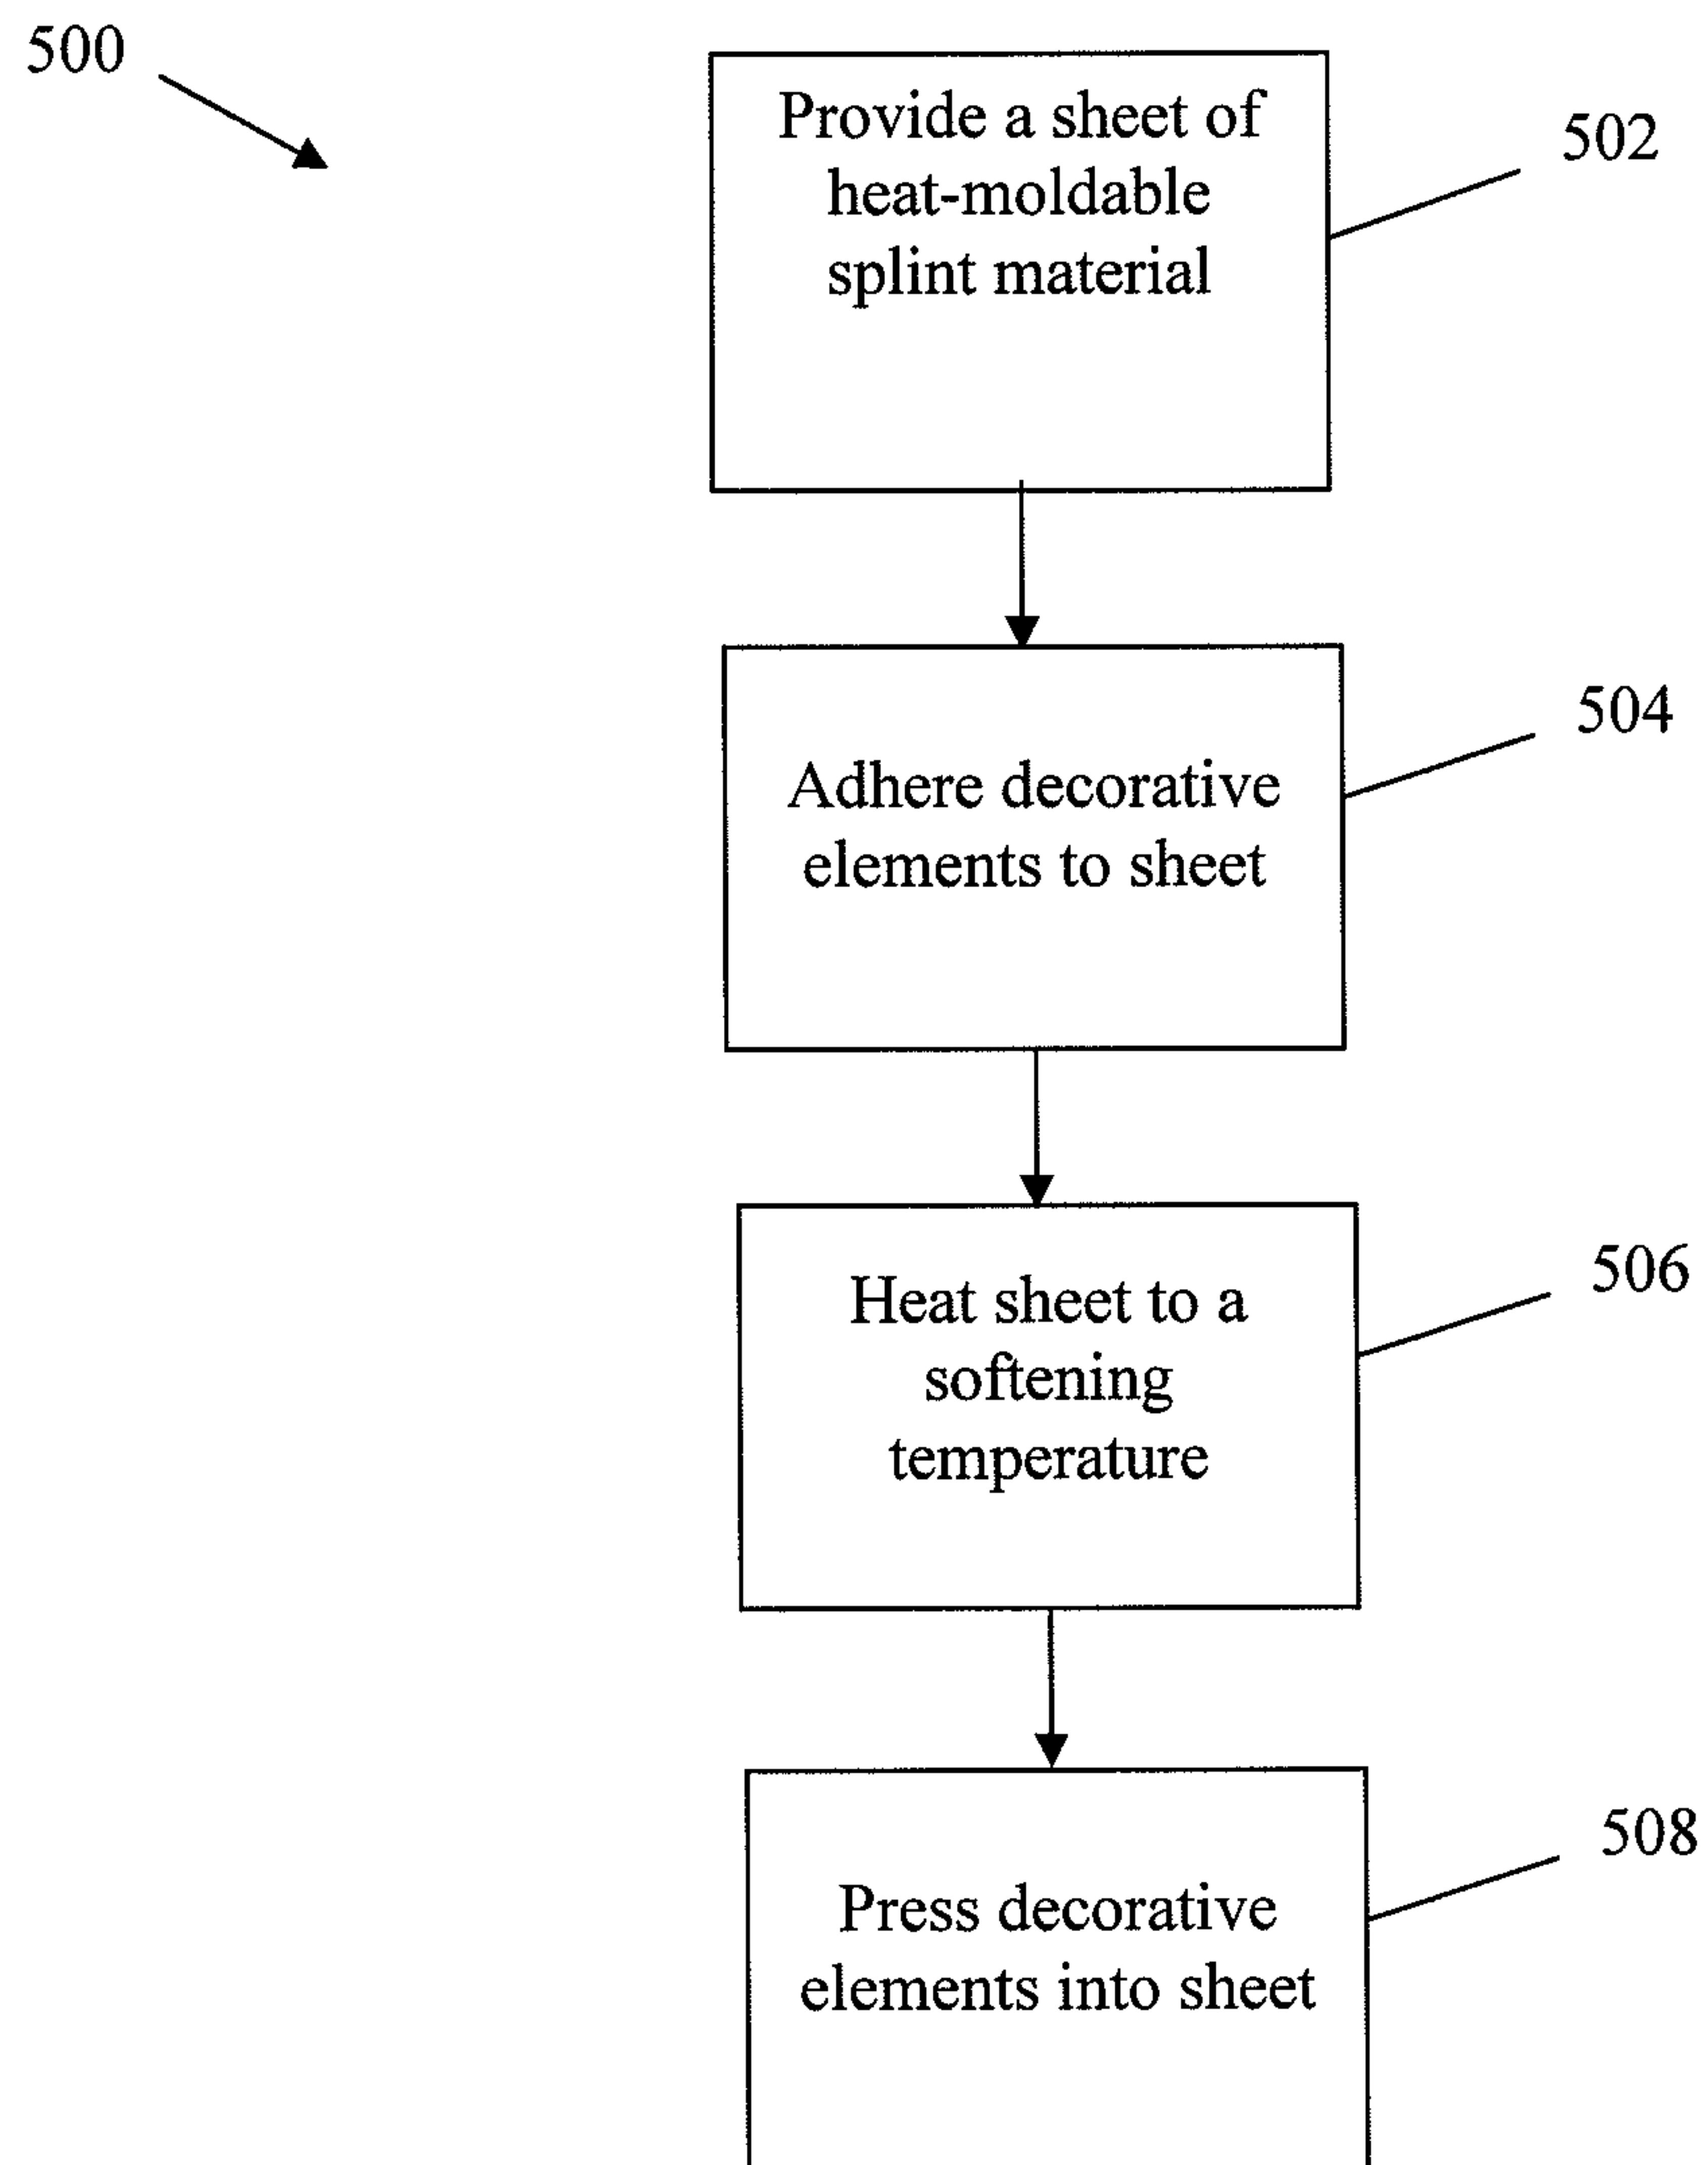 500
Provide a sheet of
heat-moldable
splint material
502
Adhere decorative
elements to sheet
504
Heat sheet to a
softening
temperature
506
Press decorative
elements into sheet
508